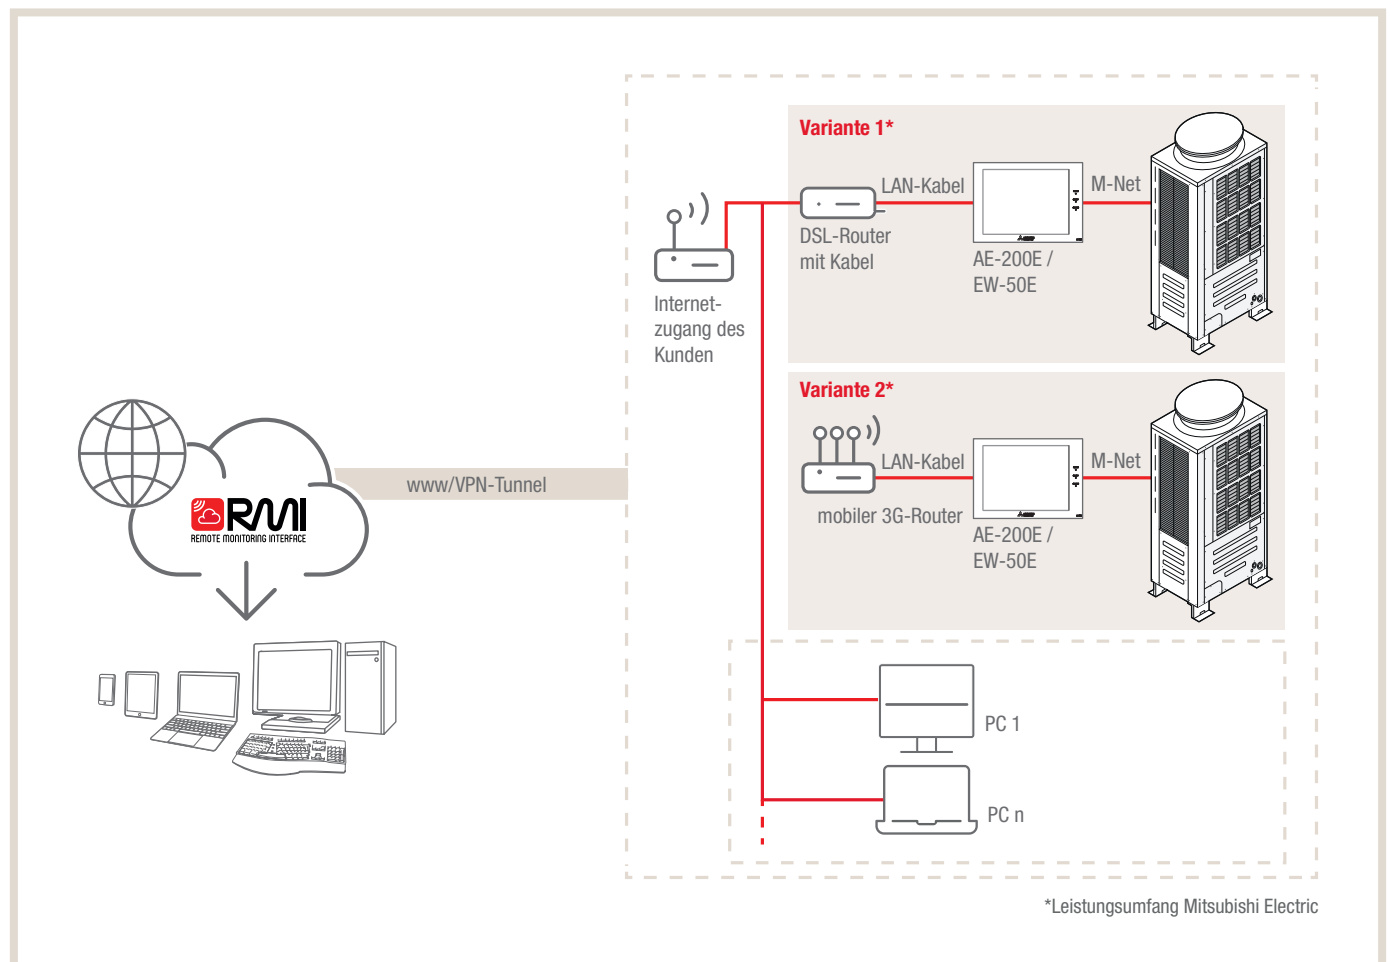 Variante 1*
LAN-Kabel
M-Net
DSL-Router
mit Kabel
AE-200E /
EW-50E
Internet-
zugang des
Kunden
Variante 2*
LAN-Kabel
M-Net
mobiler 3G-Router
AE-200E /
EW-50E
www/VPN-Tunnel
RMI
REMOTE MONITORING INTERFACE
PC 1
PC n
*Leistungsumfang Mitsubishi Electric